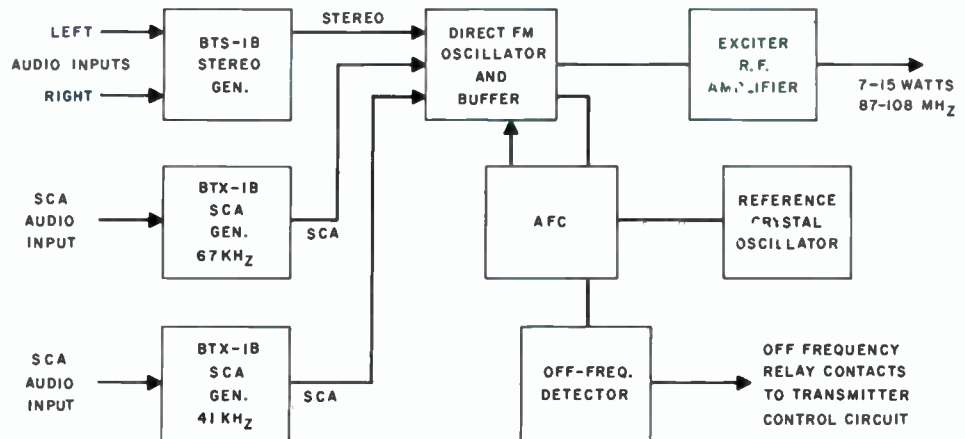 LEFT
AUDIO INPUTS
RIGHT
BTS-1B
STEREO
GEN.
STEREO
DIRECT FM
OSCILLATOR
AND
BUFFER
EXCITER
R.F.
AMPLIFIER
7-15 WATTS
87-108 MHZ
SCA
AUDIO
INPUT
BTX-1B
SCA
GEN.
67 KHZ
SCA
AFC
REFERENCE
CRYSTAL
OSCILLATOR
SCA
AUDIO
INPUT
BTX-1B
SCA
GEN.
41 KHZ
SCA
OFF-FREQ.
DETECTOR
OFF FREQUENCY
RELAY CONTACTS
TO TRANSMITTER
CONTROL CIRCUIT